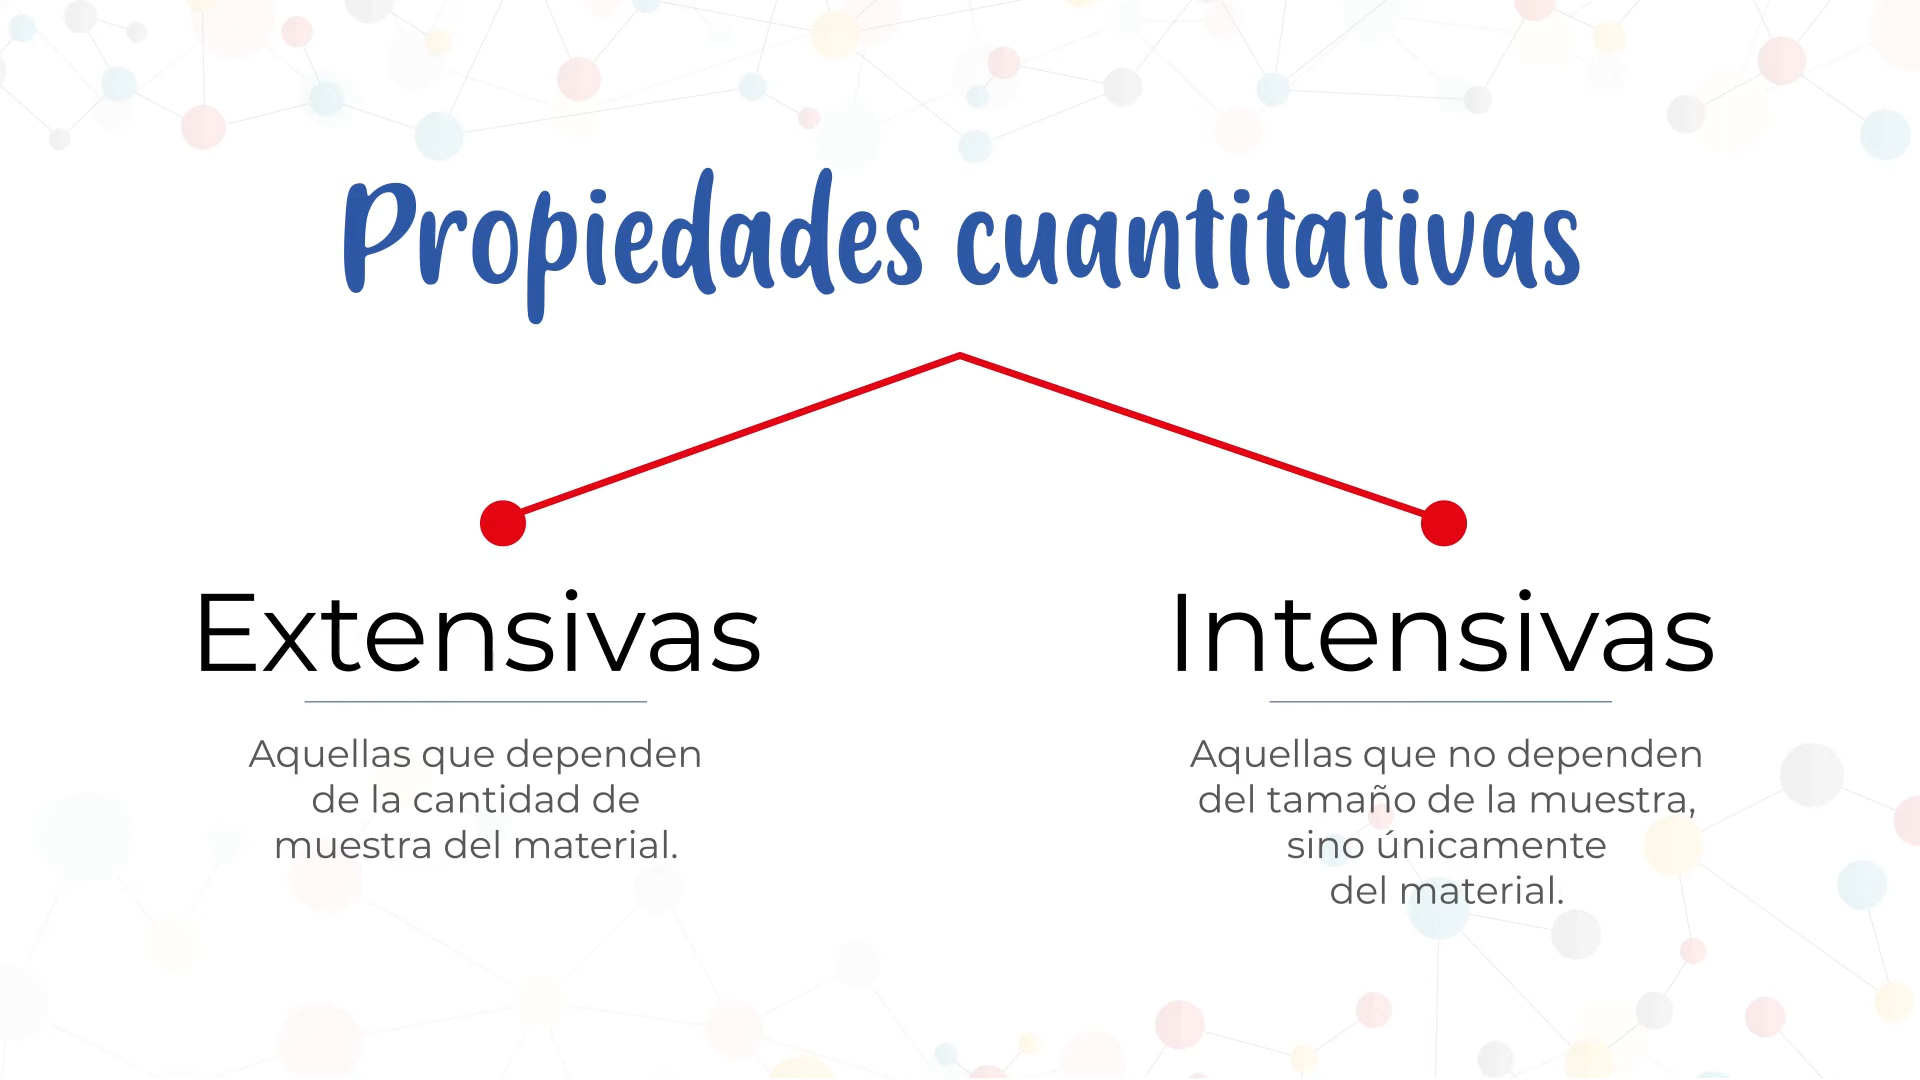 Propiedades cuantitativas
Extensivas
Aquellas que dependen
de la cantidad de
muestra del material.
Intensivas
Aquellas que no dependen
del tamaño de la muestra,
sino únicamente
del material.